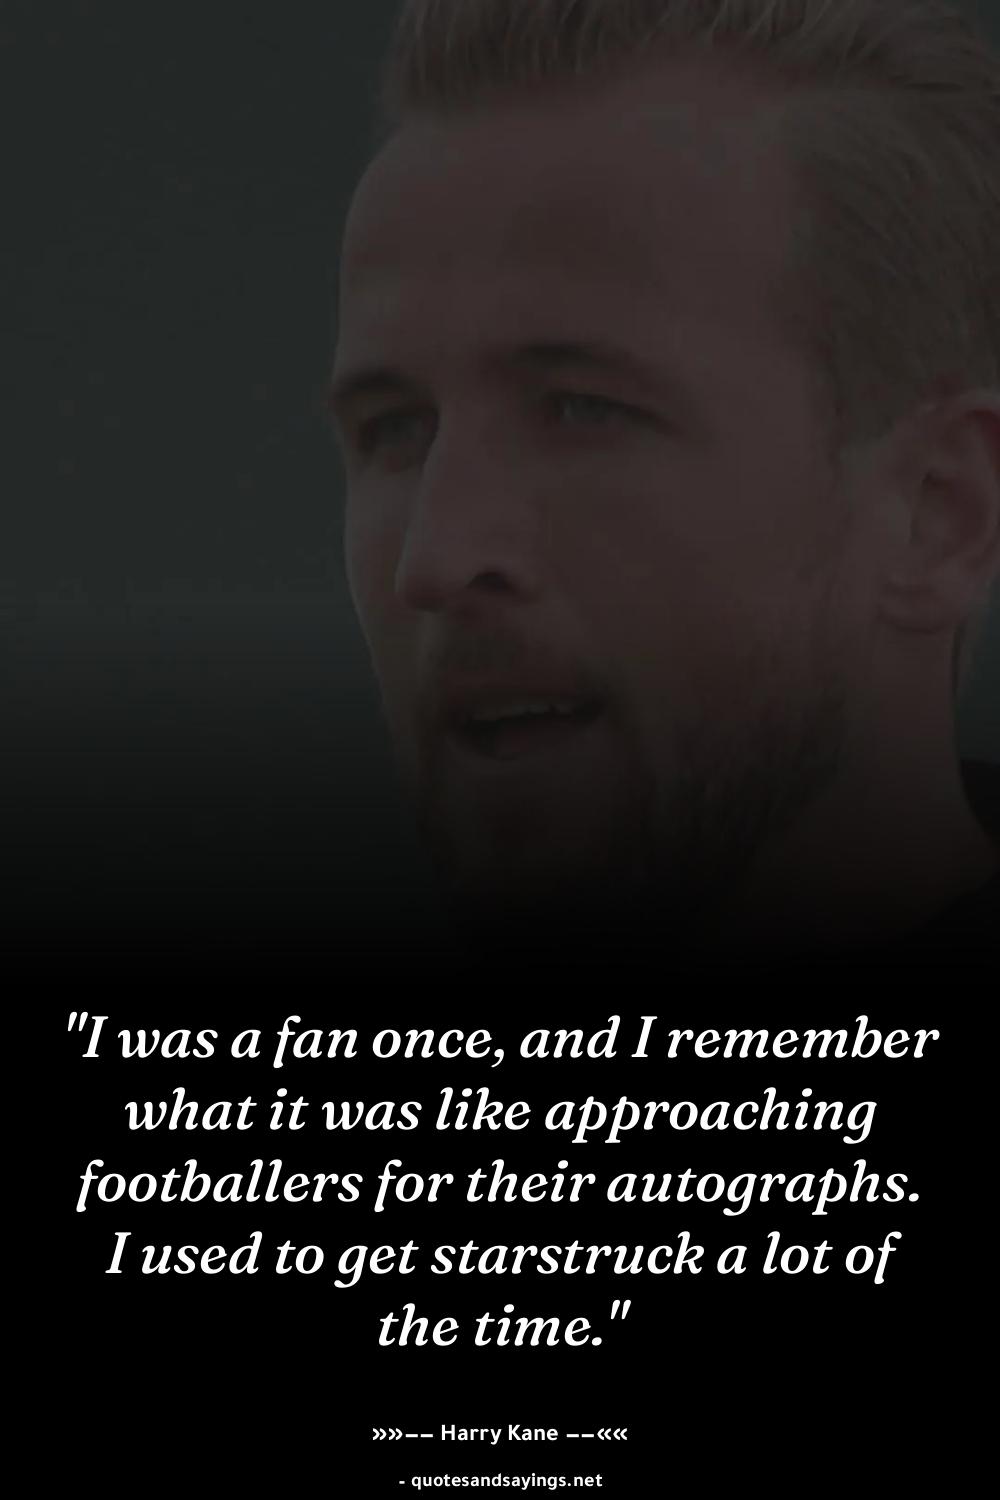 "I was a fan once, and I remember
what it was like approaching
footballers for their autographs.
I used to get starstruck a lot of
the time."
»»–– Harry Kane ––««
- quotesandsayings.net